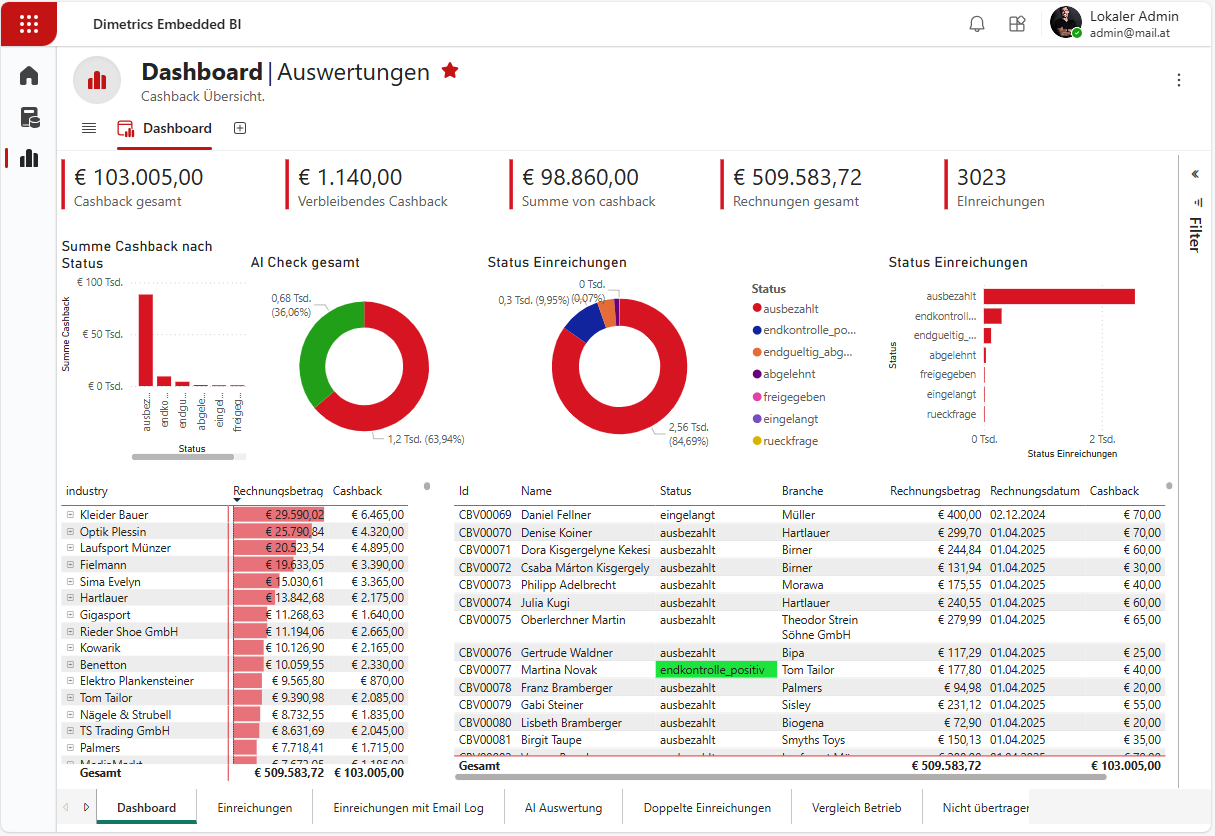 Dimetrics Embedded BI
Lokaler Admin
admin@mail.at
Dashboard | Auswertungen
Cashback Übersicht.
Dashboard
€ 103.005,00
Cashback gesamt
€ 1.140,00
Verbleibendes Cashback
€ 98.860,00
Summe von cashback
€ 509.583,72
Rechnungen gesamt
3023
EInreichungen
Filter
Summe Cashback nach
Status
€ 100 Tsd.
€ 50 Tsd.
€ 0 Tsd.
Summe Cashback
ausbez...
endko...
endgu...
abgele...
eingel...
freigeg...
Status
AI Check gesamt
0,68 Tsd.
(36,06%)
1,2 Tsd. (63,94%)
Status Einreichungen
0 Tsd.
(0,07%)
0,3 Tsd. (9,95%)
2,56 Tsd.
(84,69%)
Status
ausbezahlt
endkontrolle_po...
endgueltig_abg...
abgelehnt
freigegeben
eingelangt
rueckfrage
Status Einreichungen
Status
ausbezahlt
endkontroll...
endgueltig_...
abgelehnt
freigegeben
eingelangt
rueckfrage
0 Tsd. 2 Tsd.
Status Einreichungen
industry Rechnungsbetrag Cashback
Kleider Bauer € 29.590,02 € 6.465,00
Optik Plessin € 25.790,84 € 4.320,00
Laufsport Münzer € 20.523,54 € 4.895,00
Fielmann € 19.633,05 € 3.390,00
Sima Evelyn € 15.030,61 € 3.365,00
Hartlauer € 13.842,68 € 2.175,00
Gigasport € 11.268,63 € 1.640,00
Rieder Shoe GmbH € 11.194,06 € 2.665,00
Kowarik € 10.126,90 € 2.165,00
Benetton € 10.059,55 € 2.330,00
Elektro Plankensteiner € 9.565,80 € 870,00
Tom Tailor € 9.390,98 € 2.085,00
Nägele & Strubell € 8.732,55 € 1.835,00
TS Trading GmbH € 8.631,69 € 2.045,00
Palmers € 7.718,41 € 1.715,00
Gesamt € 509.583,72 € 103.005,00
Id Name Status Branche Rechnungsbetrag Rechnungsdatum Cashback
CBV00069 Daniel Fellner eingelangt Müller € 400,00 02.12.2024 € 70,00
CBV00070 Denise Koiner ausbezahlt Hartlauer € 299,70 01.04.2025 € 70,00
CBV00071 Dora Kisgergelyne Kekesi ausbezahlt Birner € 244,84 01.04.2025 € 60,00
CBV00072 Csaba Márton Kisgergely ausbezahlt Birner € 131,94 01.04.2025 € 30,00
CBV00073 Philipp Adelbrecht ausbezahlt Morawa € 175,55 01.04.2025 € 40,00
CBV00074 Julia Kugi ausbezahlt Hartlauer € 240,55 01.04.2025 € 60,00
CBV00075 Oberlerchner Martin ausbezahlt Theodor Strein € 279,99 01.04.2025 € 65,00
Söhne GmbH
CBV00076 Gertrude Waldner ausbezahlt Bipa € 117,29 01.04.2025 € 25,00
CBV00077 Martina Novak endkontrolle_positiv Tom Tailor € 177,80 01.04.2025 € 40,00
CBV00078 Franz Bramberger ausbezahlt Palmers € 94,98 01.04.2025 € 20,00
CBV00079 Gabi Steiner ausbezahlt Sisley € 231,12 01.04.2025 € 55,00
CBV00080 Lisbeth Bramberger ausbezahlt Biogena € 72,90 01.04.2025 € 20,00
CBV00081 Birgit Taupe ausbezahlt Smyths Toys € 150,13 01.04.2025 € 35,00
Gesamt € 509.583,72 € 103.005,00
Dashboard Einreichungen Einreichungen mit Email Log AI Auswertung Doppelte Einreichungen Vergleich Betrieb Nicht übertragen